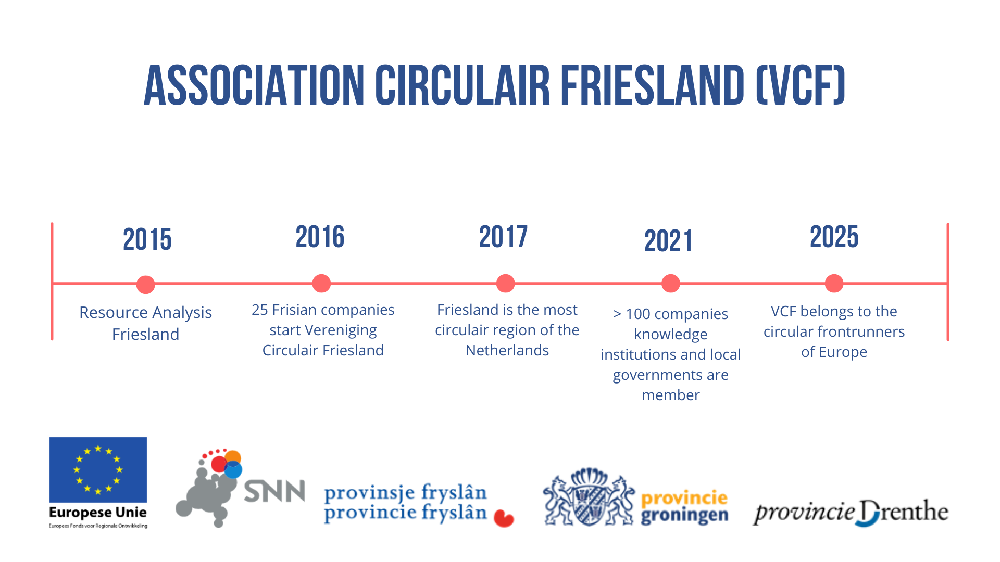 ASSOCIATION CIRCULAIR FRIESLAND (VCF)
2015
Resource Analysis
Friesland
2016
25 Frisian companies
start Vereniging
Circulair Friesland
2017
Friesland is the most
circulair region of the
Netherlands
2021
> 100 companies
knowledge
institutions and local
governments are
member
2025
VCF belongs to the
circular frontrunners
of Europe
Europese Unie
Europees Fonds voor Regionale Ontwikkeling
SNN
provinsje fryslân
provincie fryslân
provincie
groningen
provincie Drenthe